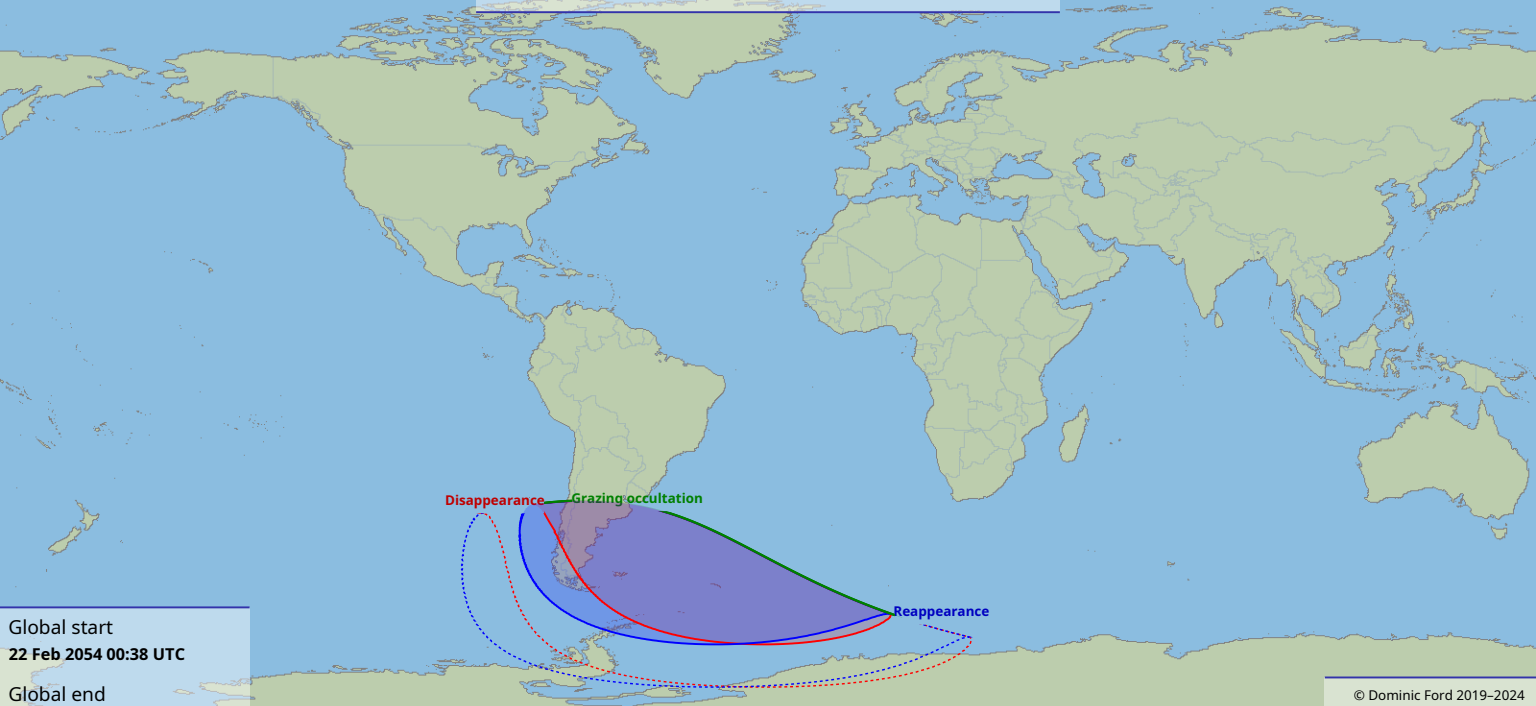 Disappearance
Grazing occultation
Reappearance
Global start
22 Feb 2054 00:38 UTC
Global end
© Dominic Ford 2019–2024